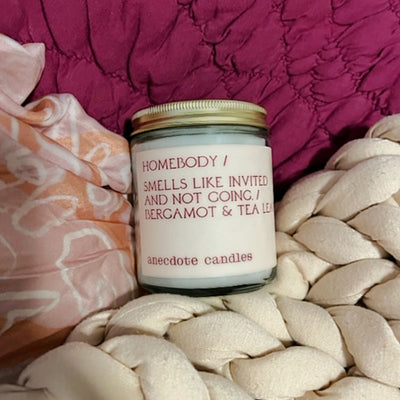 HOMEBODY /
SMELLS LIKE INVITED
AND NOT GOING. /
BERGAMOT & TEA
anecdote candles